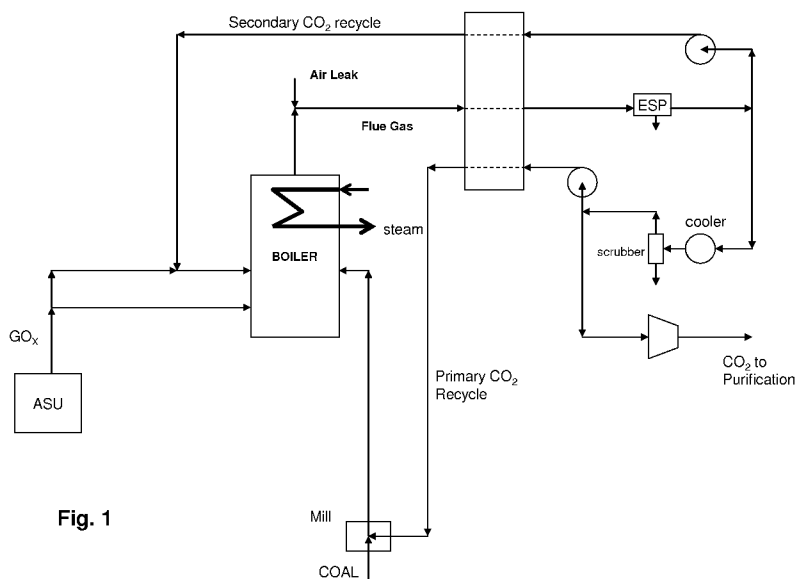 Secondary CO₂ recycle
Air Leak
Flue Gas
ESP
steam
cooler
scrubber
BOILER
GOX
ASU
Primary CO₂
Recycle
CO₂ to
Purification
Fig. 1
Mill
COAL